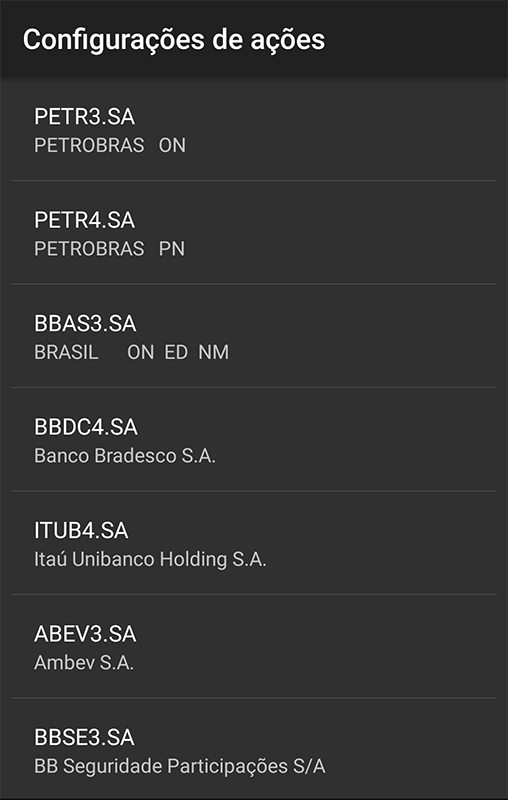 Configurações de ações
PETR3.SA
PETROBRAS ON
PETR4.SA
PETROBRAS PN
BBAS3.SA
BRASIL ON ED NM
BBDC4.SA
Banco Bradesco S.A.
ITUB4.SA
Itaú Unibanco Holding S.A.
ABEV3.SA
Ambev S.A.
BBSE3.SA
BB Seguridade Participações S/A